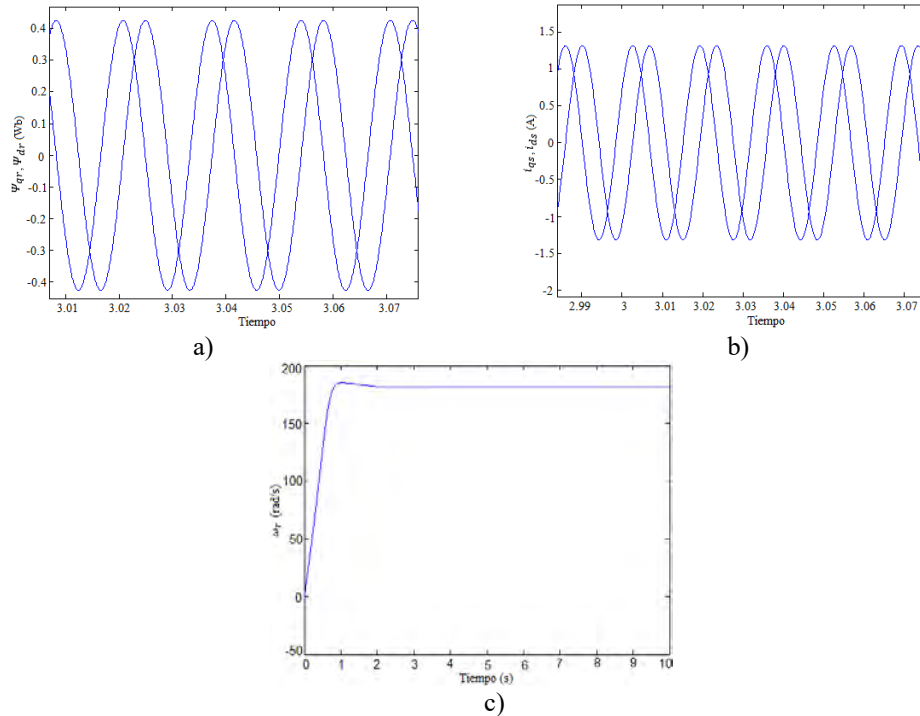 0.4
0.3
0.2
0.1
0
-0.1
-0.2
-0.3
-0.4
Ψqr, Ψdr (Wb)
3.01 3.02 3.03 3.04 3.05 3.06 3.07
Tiempo
a)
1.5
1
0.5
0
-0.5
-1
-1.5
-2
iqs, ids (A)
2.99 3 3.01 3.02 3.03 3.04 3.05 3.06 3.07
Tiempo
b)
200
150
100
50
0
-50
ωr (rad/s)
0 1 2 3 4 5 6 7 8 9 10
Tiempo (s)
c)